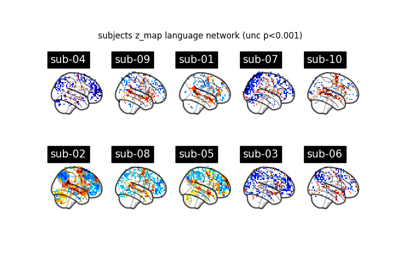 subjects z_map language network (unc p<0.001)
sub-04 sub-09 sub-01 sub-07 sub-10
sub-02 sub-08 sub-05 sub-03 sub-06